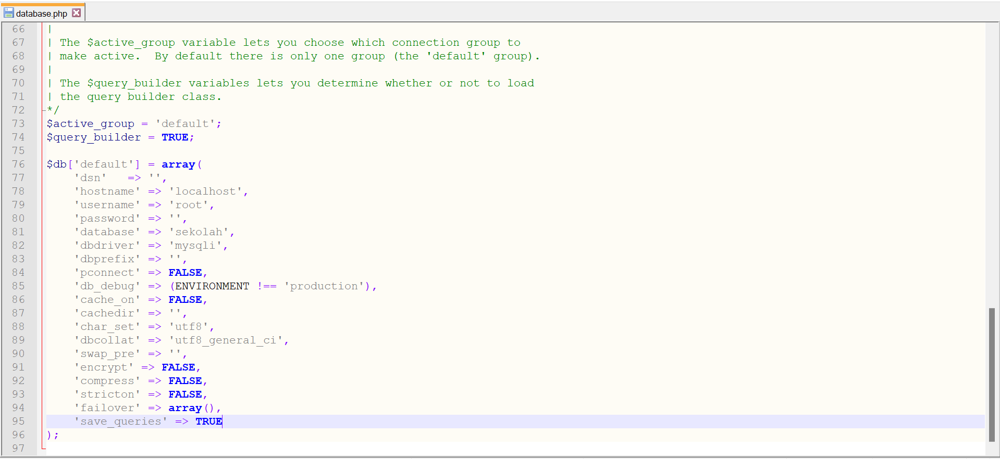 database.php
66 |
67 | The $active_group variable lets you choose which connection group to
68 | make active.  By default there is only one group (the 'default' group).
69 |
70 | The $query_builder variables lets you determine whether or not to load
71 | the query builder class.
72 */
73 $active_group = 'default';
74 $query_builder = TRUE;
75
76 $db['default'] = array(
77     'dsn'   => '',
78     'hostname' => 'localhost',
79     'username' => 'root',
80     'password' => '',
81     'database' => 'sekolah',
82     'dbdriver' => 'mysqli',
83     'dbprefix' => '',
84     'pconnect' => FALSE,
85     'db_debug' => (ENVIRONMENT !== 'production'),
86     'cache_on' => FALSE,
87     'cachedir' => '',
88     'char_set' => 'utf8',
89     'dbcollat' => 'utf8_general_ci',
90     'swap_pre' => '',
91     'encrypt' => FALSE,
92     'compress' => FALSE,
93     'stricton' => FALSE,
94     'failover' => array(),
95     'save_queries' => TRUE
96 );
97